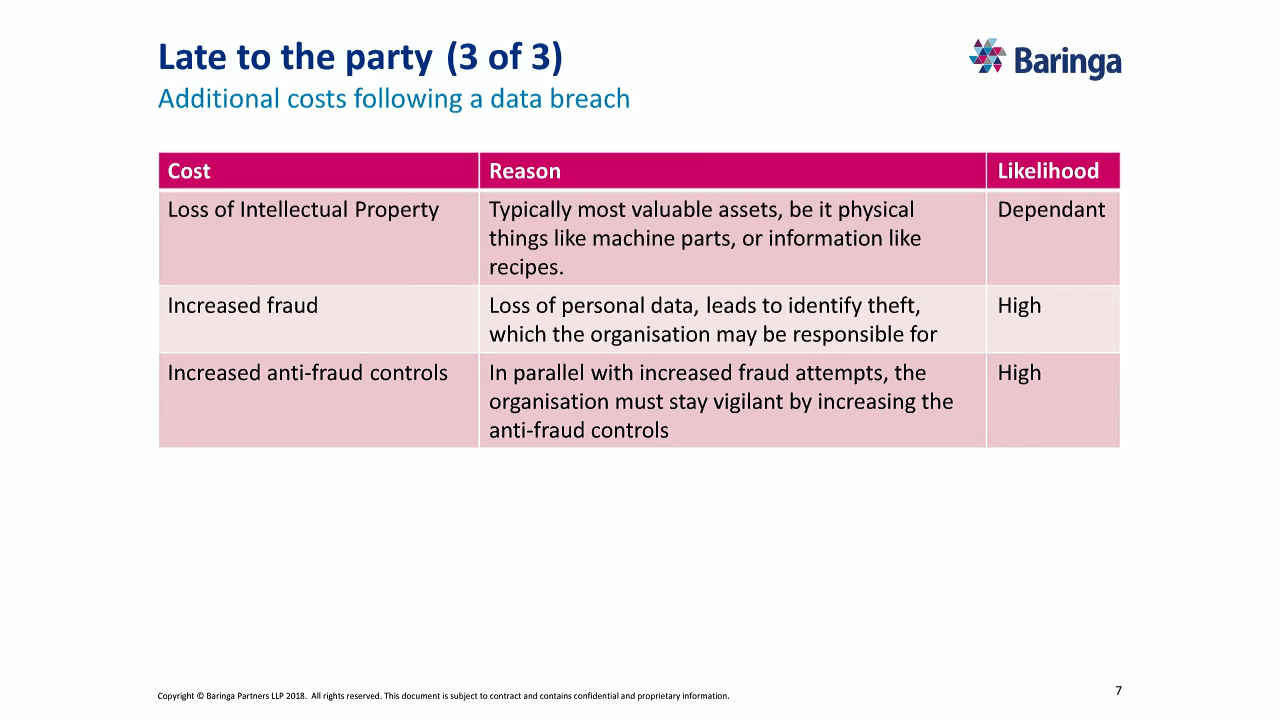 Late to the party (3 of 3)
Baringa
Additional costs following a data breach
Cost Reason Likelihood
Loss of Intellectual Property Typically most valuable assets, be it physical Dependant
things like machine parts, or information like
recipes.
Increased fraud Loss of personal data, leads to identify theft, High
which the organisation may be responsible for
Increased anti-fraud controls In parallel with increased fraud attempts, the High
organisation must stay vigilant by increasing the
anti-fraud controls
Copyright © Baringa Partners LLP 2018. All rights reserved. This document is subject to contract and contains confidential and proprietary information.
7